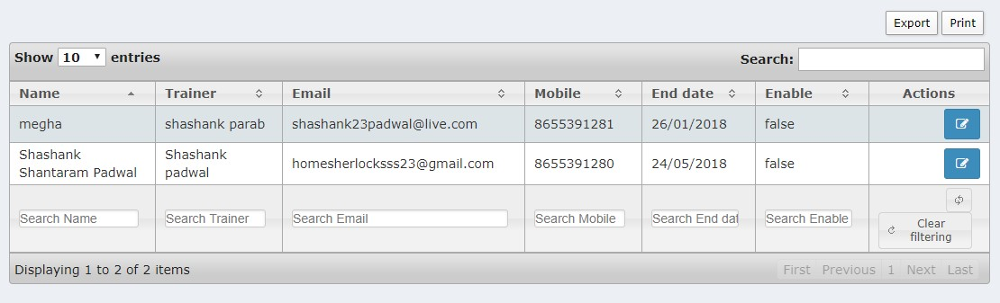 Export Print
Show 10 entries Search:
Name Trainer Email Mobile End date Enable Actions
megha shashank parab shashank23padwal@live.com 8655391281 26/01/2018 false
Shashank Shashank
Shantaram Padwal padwal homesherlocksss23@gmail.com 8655391280 24/05/2018 false
Search Name Search Trainer Search Email Search Mobile Search End dat Search Enable
Clear
filtering
Displaying 1 to 2 of 2 items First Previous 1 Next Last